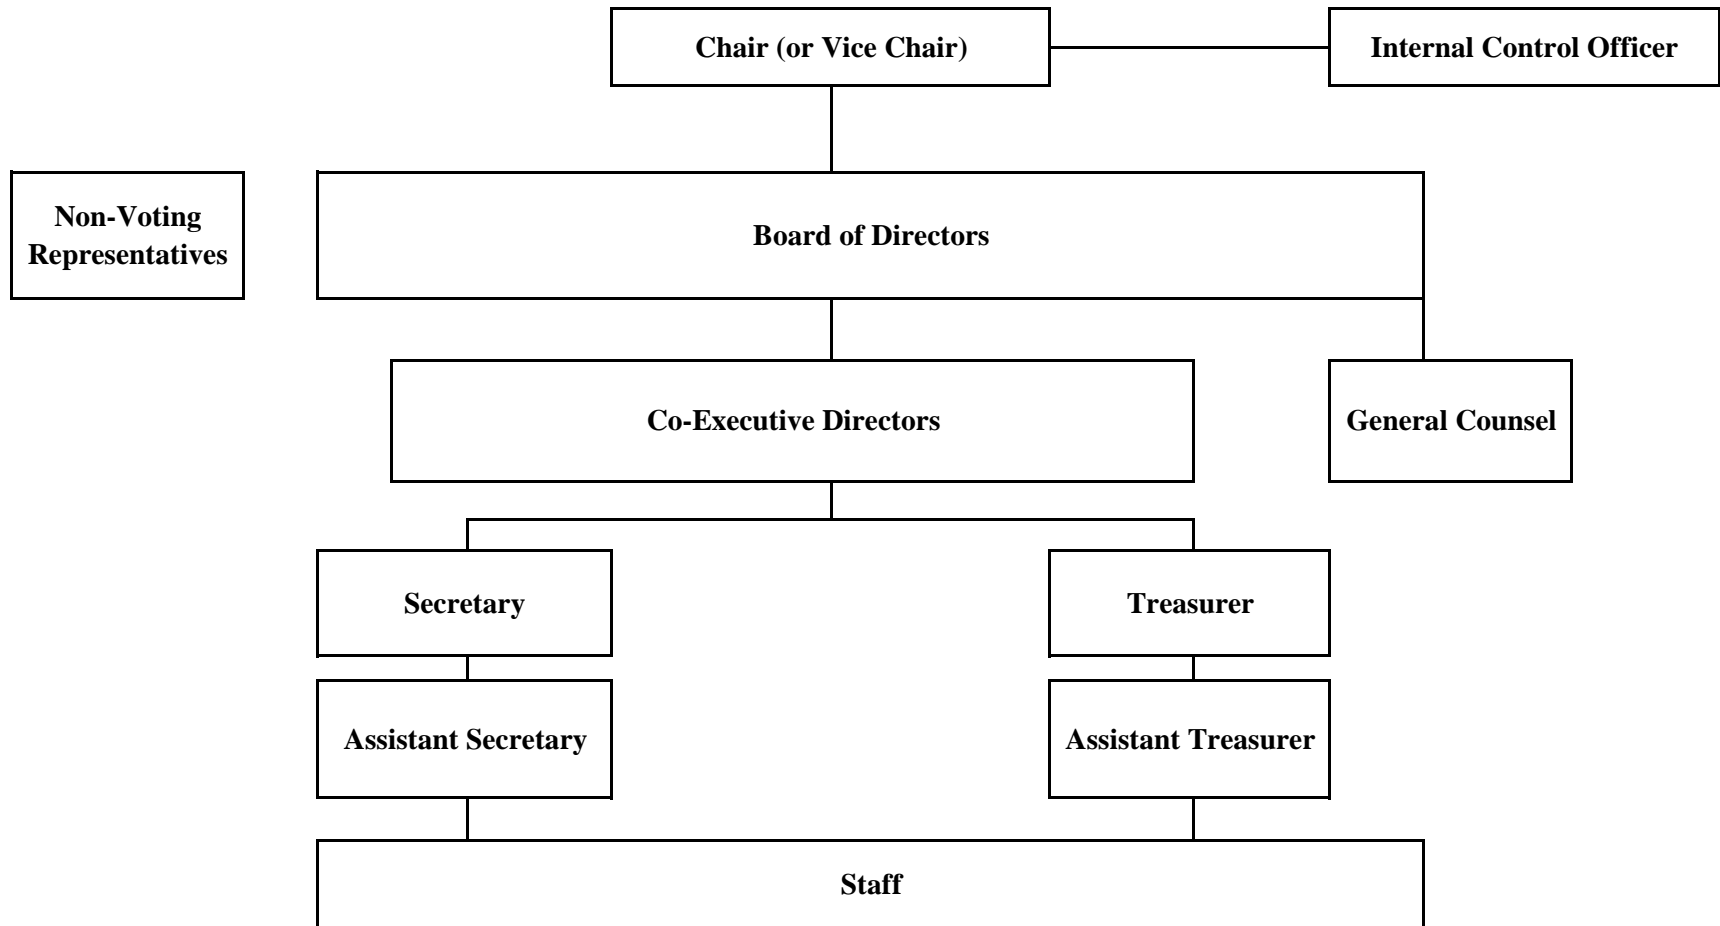 Chair (or Vice Chair)
Internal Control Officer
Non-Voting
Representatives
Board of Directors
Co-Executive Directors
General Counsel
Secretary
Treasurer
Assistant Secretary
Assistant Treasurer
Staff